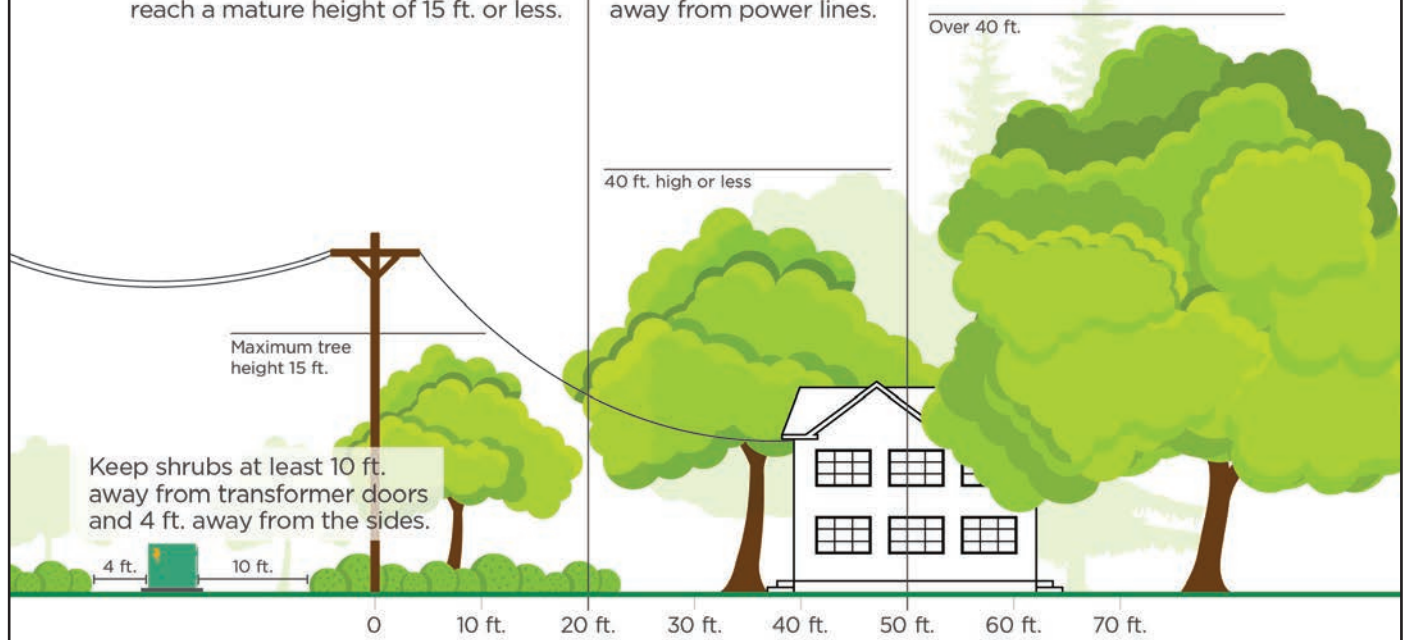 reach a mature height of 15 ft. or less.
away from power lines.
Over 40 ft.
40 ft. high or less
Maximum tree
height 15 ft.
Keep shrubs at least 10 ft.
away from transformer doors
and 4 ft. away from the sides.
4 ft.
10 ft.
0 10 ft. 20 ft. 30 ft. 40 ft. 50 ft. 60 ft. 70 ft.